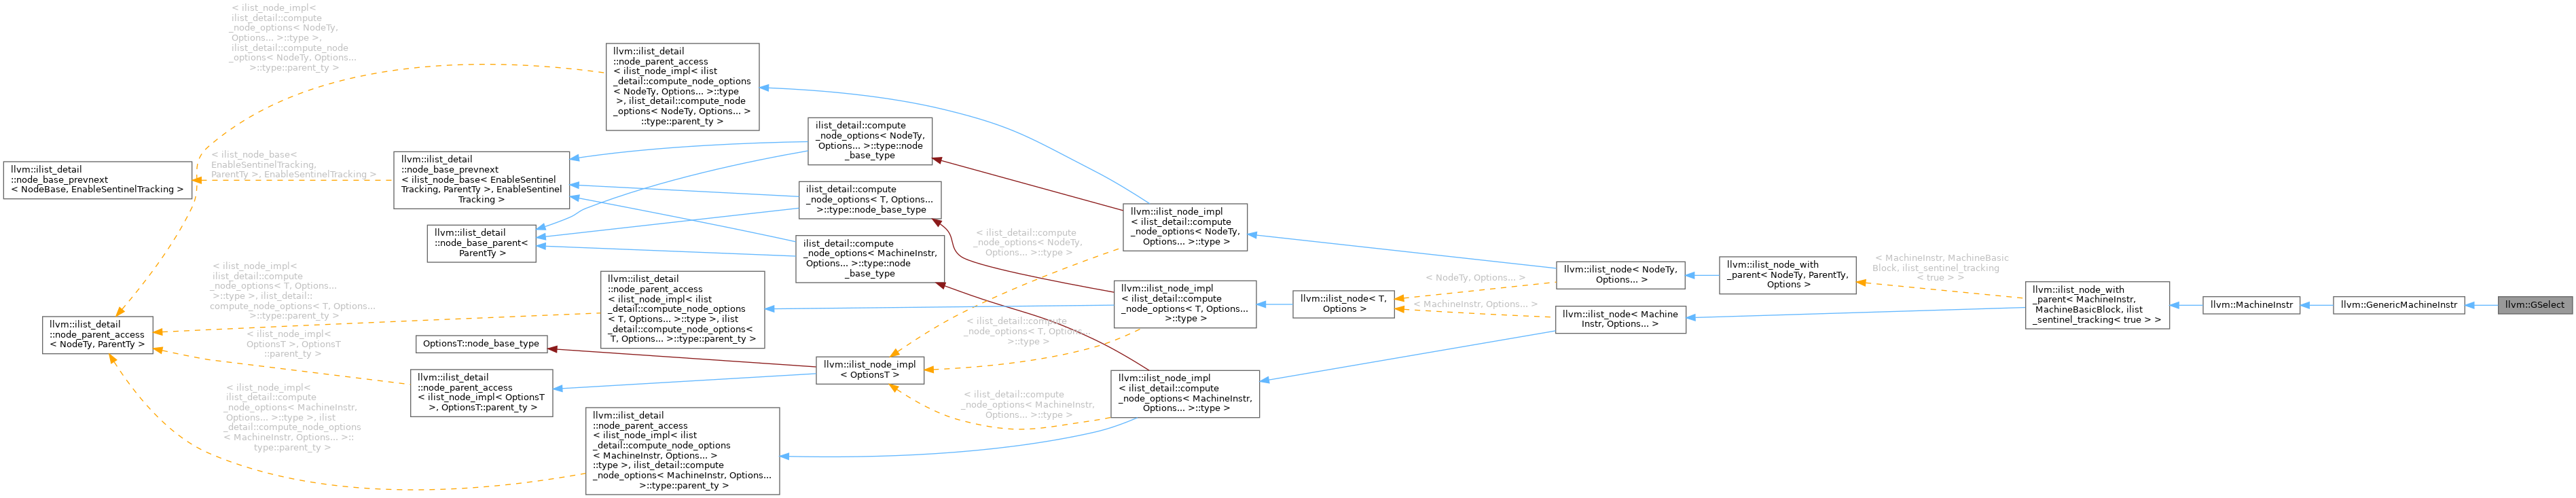 < ilist_node_impl<
ilist_detail::compute
_node_options< NodeTy,
Options... >::type >,
ilist_detail::compute_node
_options< NodeTy, Options...
>::type::parent_ty >
llvm::ilist_detail
::node_parent_access
< ilist_node_impl< ilist
_detail::compute_node_options
< NodeTy, Options... >::type
>, ilist_detail::compute_node
_options< NodeTy, Options... >
::type::parent_ty >
ilist_detail::compute
_node_options< NodeTy,
Options... >::type::node
_base_type
< ilist_node_base<
EnableSentinelTracking,
ParentTy >, EnableSentinelTracking >
llvm::ilist_detail
::node_base_prevnext
< NodeBase, EnableSentinelTracking >
llvm::ilist_detail
::node_base_prevnext
< ilist_node_base< EnableSentinel
Tracking, ParentTy >, EnableSentinel
Tracking >
ilist_detail::compute
_node_options< T, Options...
>::type::node_base_type
llvm::ilist_detail
::node_base_parent<
ParentTy >
ilist_detail::compute
_node_options< MachineInstr,
Options... >::type::node
_base_type
llvm::ilist_node_impl
< ilist_detail::compute
_node_options< NodeTy,
Options... >::type >
< ilist_detail::compute
_node_options< NodeTy,
Options... >::type >
< ilist_node_impl<
ilist_detail::compute
_node_options< T, Options...
>::type >, ilist_detail::
compute_node_options< T, Options...
>::type::parent_ty >
llvm::ilist_detail
::node_parent_access
< ilist_node_impl< ilist
_detail::compute_node_options
< T, Options... >::type >, ilist
_detail::compute_node_options<
T, Options... >::type::parent_ty >
llvm::ilist_node_impl
< ilist_detail::compute
_node_options< T, Options...
>::type >
llvm::ilist_node< T,
Options >
< NodeTy, Options... >
< MachineInstr, Options... >
llvm::ilist_node< NodeTy,
Options... >
llvm::ilist_node< Machine
Instr, Options... >
llvm::ilist_node_with
_parent< NodeTy, ParentTy,
Options >
< MachineInstr, MachineBasic
Block, ilist_sentinel_tracking
< true > >
llvm::ilist_node_with
_parent< MachineInstr,
MachineBasicBlock, ilist
_sentinel_tracking< true > >
llvm::MachineInstr
llvm::GenericMachineInstr
llvm::GSelect
llvm::ilist_detail
::node_parent_access
< NodeTy, ParentTy >
< ilist_node_impl<
OptionsT >, OptionsT
::parent_ty >
OptionsT::node_base_type
< ilist_detail::compute
_node_options< T, Options...
>::type >
llvm::ilist_node_impl
< OptionsT >
llvm::ilist_detail
::node_parent_access
< ilist_node_impl< OptionsT
>, OptionsT::parent_ty >
llvm::ilist_node_impl
< ilist_detail::compute
_node_options< MachineInstr,
Options... >::type >
< ilist_detail::compute
_node_options< MachineInstr,
Options... >::type >
< ilist_node_impl<
ilist_detail::compute
_node_options< MachineInstr,
Options... >::type >, ilist
_detail::compute_node_options
< MachineInstr, Options... >::
type::parent_ty >
llvm::ilist_detail
::node_parent_access
< ilist_node_impl< ilist
_detail::compute_node_options
< MachineInstr, Options... >
::type >, ilist_detail::compute
_node_options< MachineInstr, Options...
>::type::parent_ty >